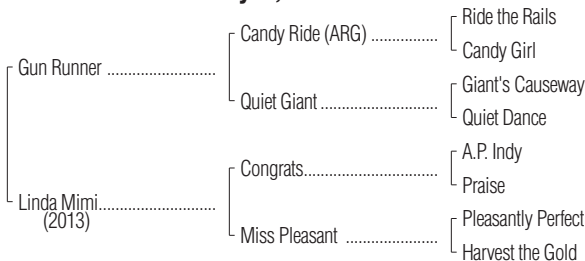 Ride the Rails
Candy Ride (ARG) ................
Candy Girl
Gun Runner ..........................
Giant's Causeway
Quiet Giant ............................
Quiet Dance
A.P. Indy
Congrats................................
Praise
Linda Mimi............................
(2013)
Pleasantly Perfect
Miss Pleasant ......................
Harvest the Gold